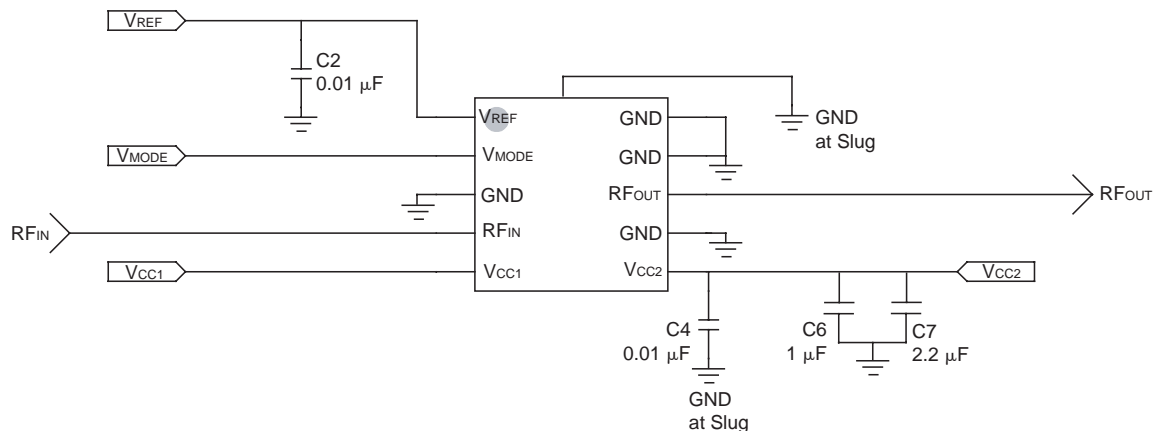 VREF
C2
0.01 μF
VREF
GND
GND
at Slug
VMODE
VMODE
GND
GND
RFOUT
RFOUT
RFIN
RFIN
GND
VCC1
VCC1
VCC2
VCC2
C4
0.01 μF
C6
1 μF
C7
2.2 μF
GND
at Slug